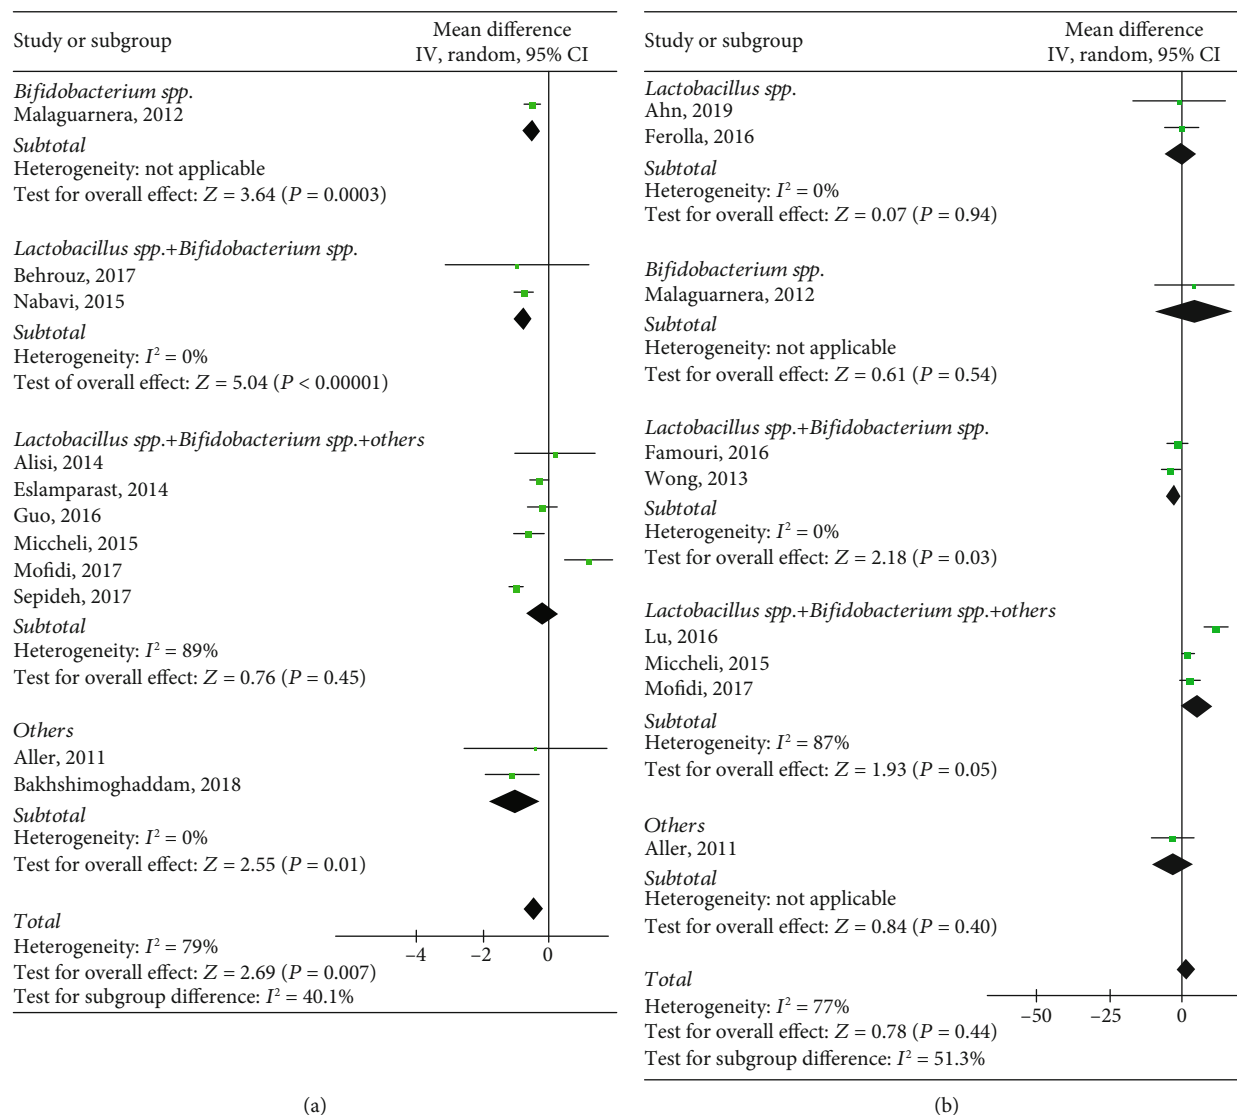 Study or subgroup
Mean difference
IV, random, 95% CI
Bifidobacterium spp.
Malaguarnera, 2012
Subtotal
Heterogeneity: not applicable
Test for overall effect: Z = 3.64 (P = 0.0003)
Lactobacillus spp.+Bifidobacterium spp.
Behrouz, 2017
Nabavi, 2015
Subtotal
Heterogeneity: I² = 0%
Test of overall effect: Z = 5.04 (P < 0.00001)
Lactobacillus spp.+Bifidobacterium spp.+others
Alisi, 2014
Eslamparast, 2014
Guo, 2016
Miccheli, 2015
Mofidi, 2017
Sepideh, 2017
Subtotal
Heterogeneity: I² = 89%
Test for overall effect: Z = 0.76 (P = 0.45)
Others
Aller, 2011
Bakhshimoghaddam, 2018
Subtotal
Heterogeneity: I² = 0%
Test for overall effect: Z = 2.55 (P = 0.01)
Total
Heterogeneity: I² = 79%
Test for overall effect: Z = 2.69 (P = 0.007)
Test for subgroup difference: I² = 40.1%
−4 −2 0
(a)
Study or subgroup
Mean difference
IV, random, 95% CI
Lactobacillus spp.
Ahn, 2019
Ferolla, 2016
Subtotal
Heterogeneity: I² = 0%
Test for overall effect: Z = 0.07 (P = 0.94)
Bifidobacterium spp.
Malaguarnera, 2012
Subtotal
Heterogeneity: not applicable
Test for overall effect: Z = 0.61 (P = 0.54)
Lactobacillus spp.+Bifidobacterium spp.
Famouri, 2016
Wong, 2013
Subtotal
Heterogeneity: I² = 0%
Test for overall effect: Z = 2.18 (P = 0.03)
Lactobacillus spp.+Bifidobacterium spp.+others
Lu, 2016
Miccheli, 2015
Mofidi, 2017
Subtotal
Heterogeneity: I² = 87%
Test for overall effect: Z = 1.93 (P = 0.05)
Others
Aller, 2011
Subtotal
Heterogeneity: not applicable
Test for overall effect: Z = 0.84 (P = 0.40)
Total
Heterogeneity: I² = 77%
Test for overall effect: Z = 0.78 (P = 0.44)
Test for subgroup difference: I² = 51.3%
−50 −25 0
(b)